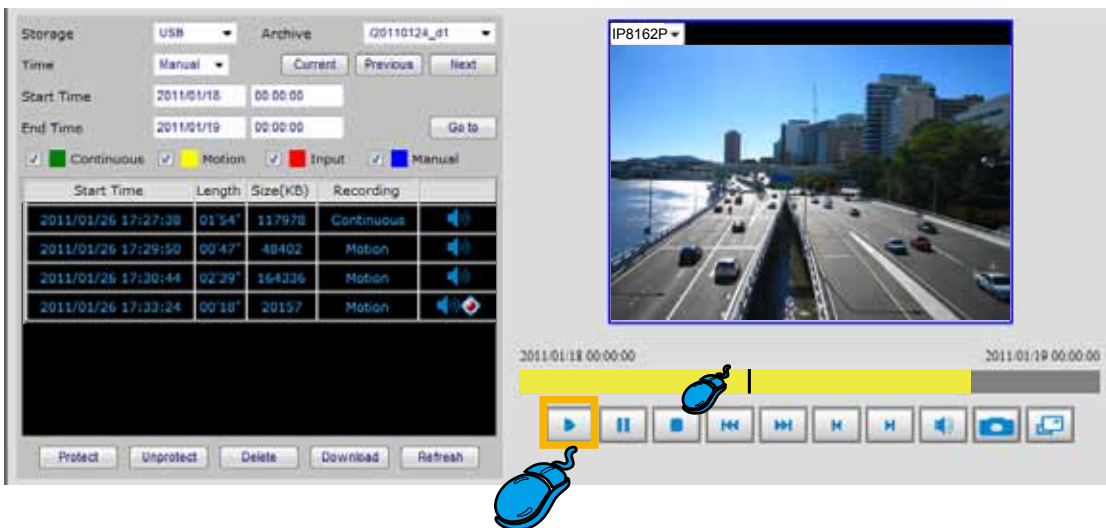 Storage USB Archive /20110124_d1
Time Manual Current Previous Next
Start Time 2011/01/18 00:00:00
End Time 2011/01/19 00:00:00 Go to
Continuous Motion Input Manual
Start Time Length Size(KB) Recording
2011/01/26 17:27:38 01'54" 117978 Continuous
2011/01/26 17:29:50 00'47" 48402 Motion
2011/01/26 17:30:44 02'39" 164336 Motion
2011/01/26 17:33:24 00'18" 20157 Motion
Protect Unprotect Delete Download Refresh
IP8162P
2011/01/18 00:00:00 2011/01/19 00:00:00